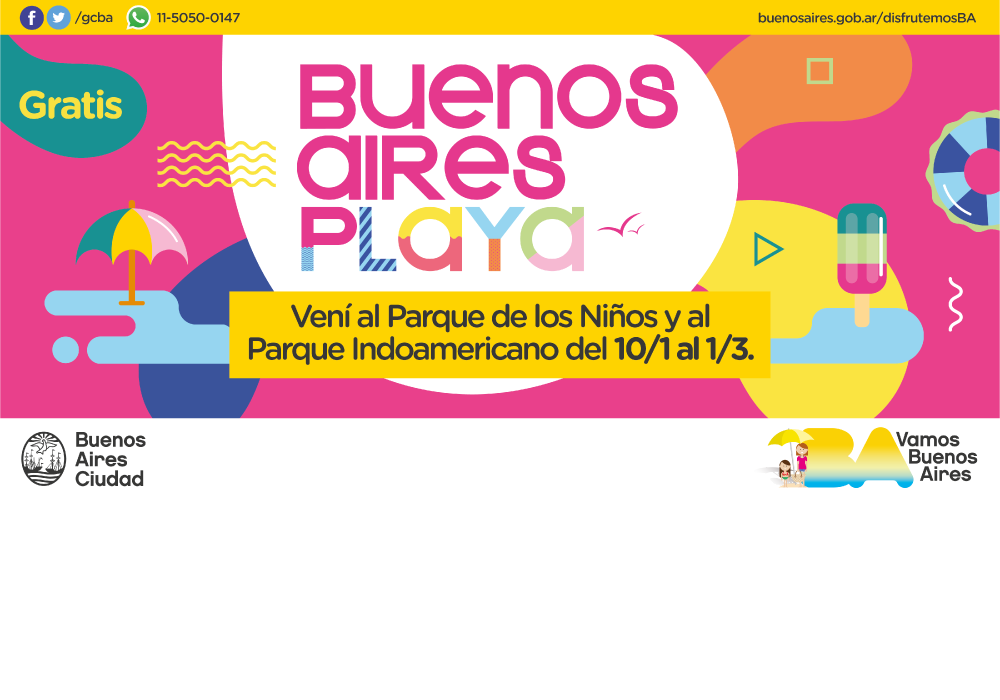 /gcba 11-5050-0147 buenosaires.gob.ar/disfrutemosBA
Gratis
Buenos
Aires
Playa
Vení al Parque de los Niños y al
Parque Indoamericano del 10/1 al 1/3.
Buenos
Aires
Ciudad
BA
Vamos
Buenos
Aires